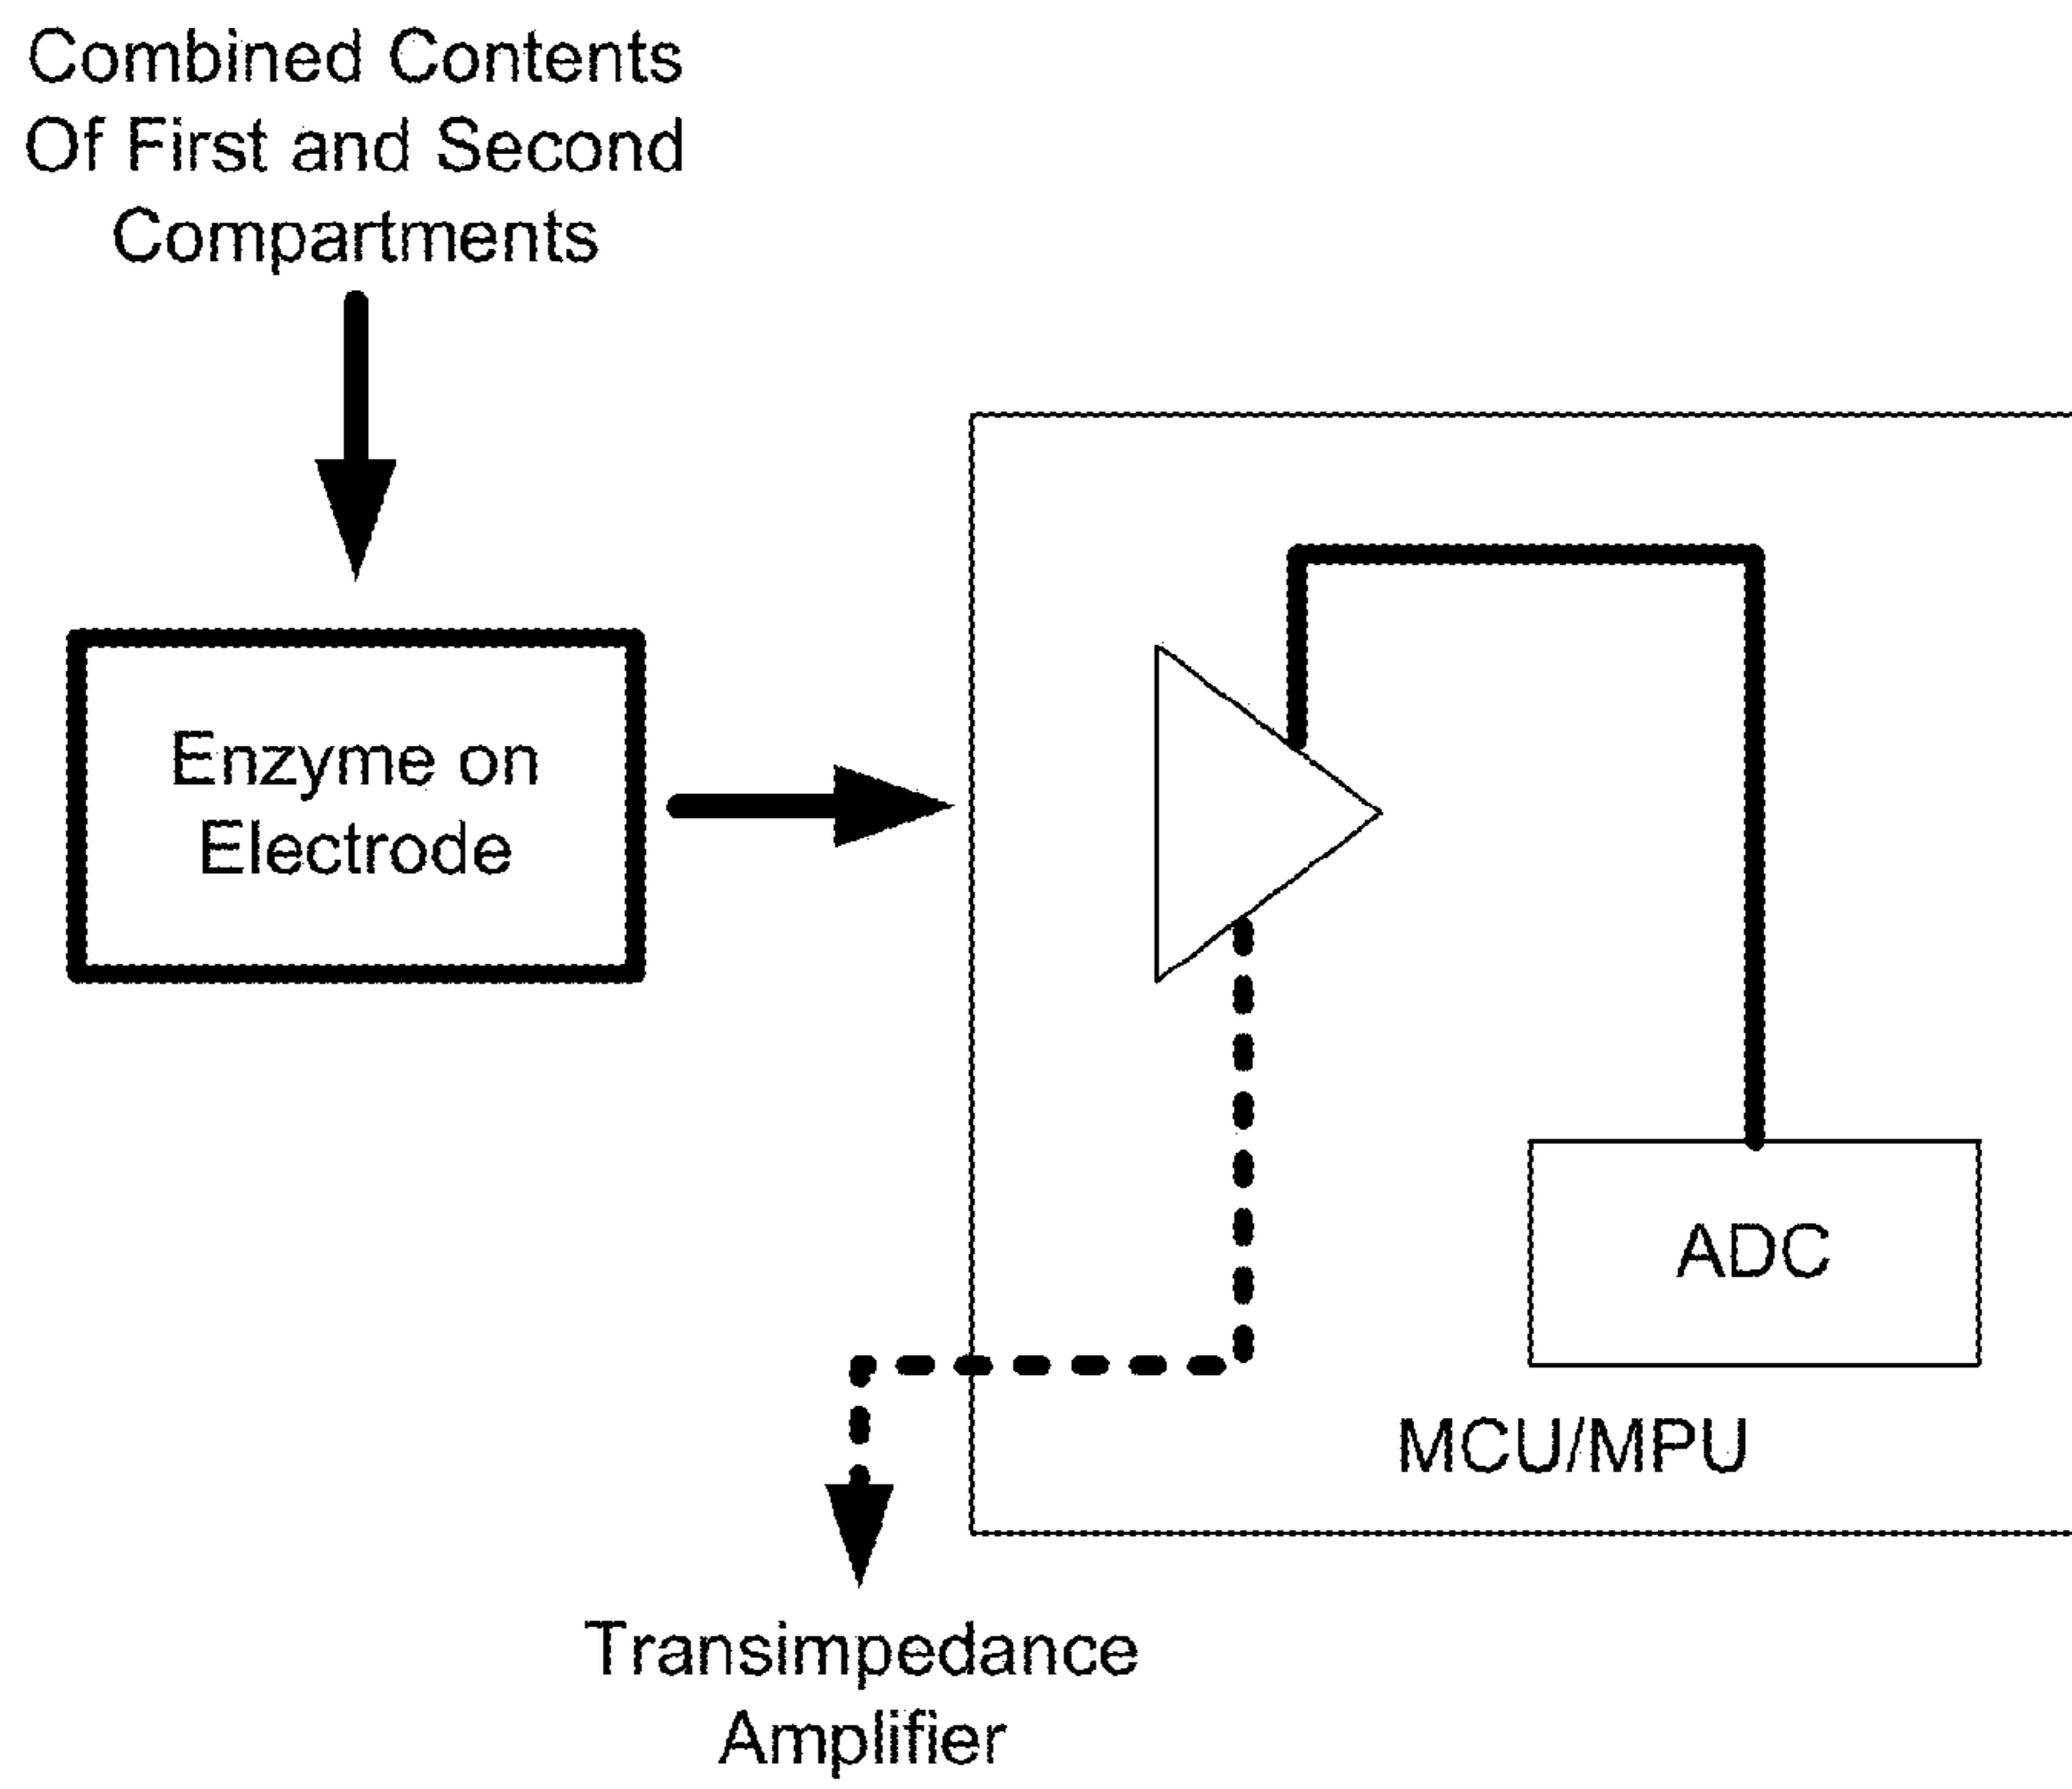 Combined Contents
Of First and Second
Compartments
Enzyme on
Electrode
ADC
MCU/MPU
Transimpedance
Amplifier